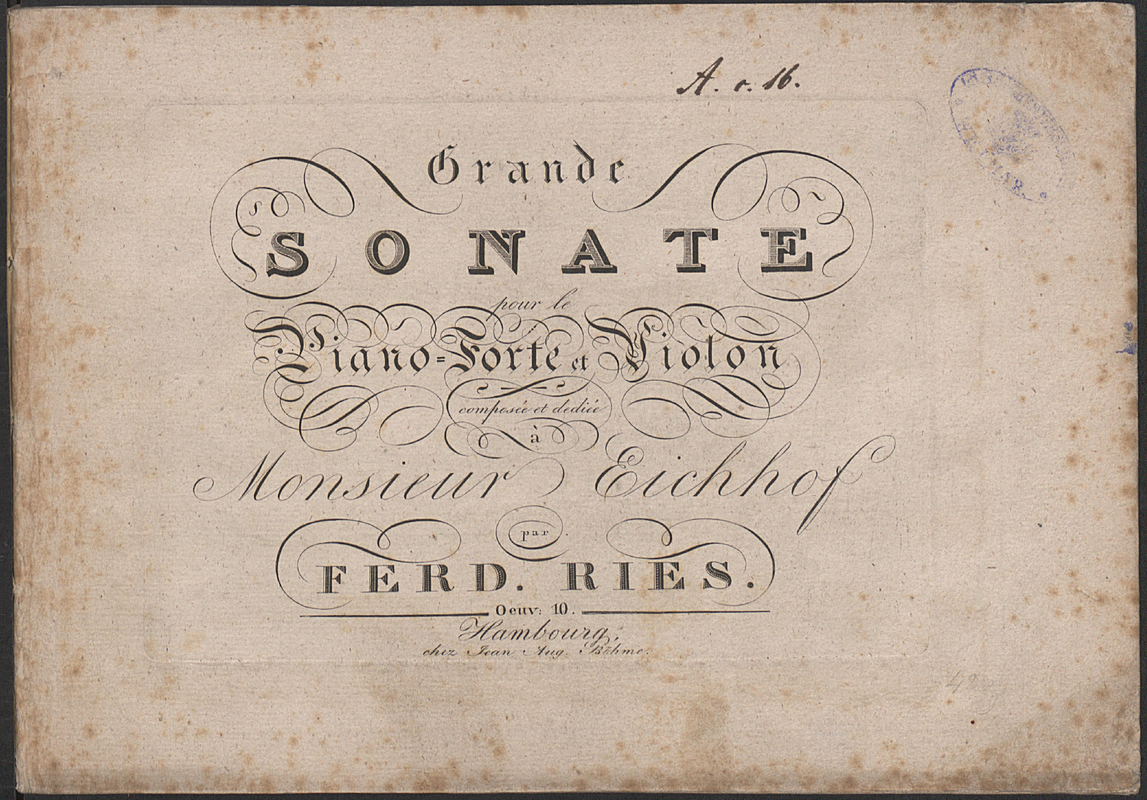 A. c. 16.
Grande
SONATE
pour le
Piano=Forte et Violon
composée et dediée
à
Monsieur Eichhof
par
FERD. RIES.
Oeuv: 10.
Hambourg,
chez Jean Aug. Böhme.